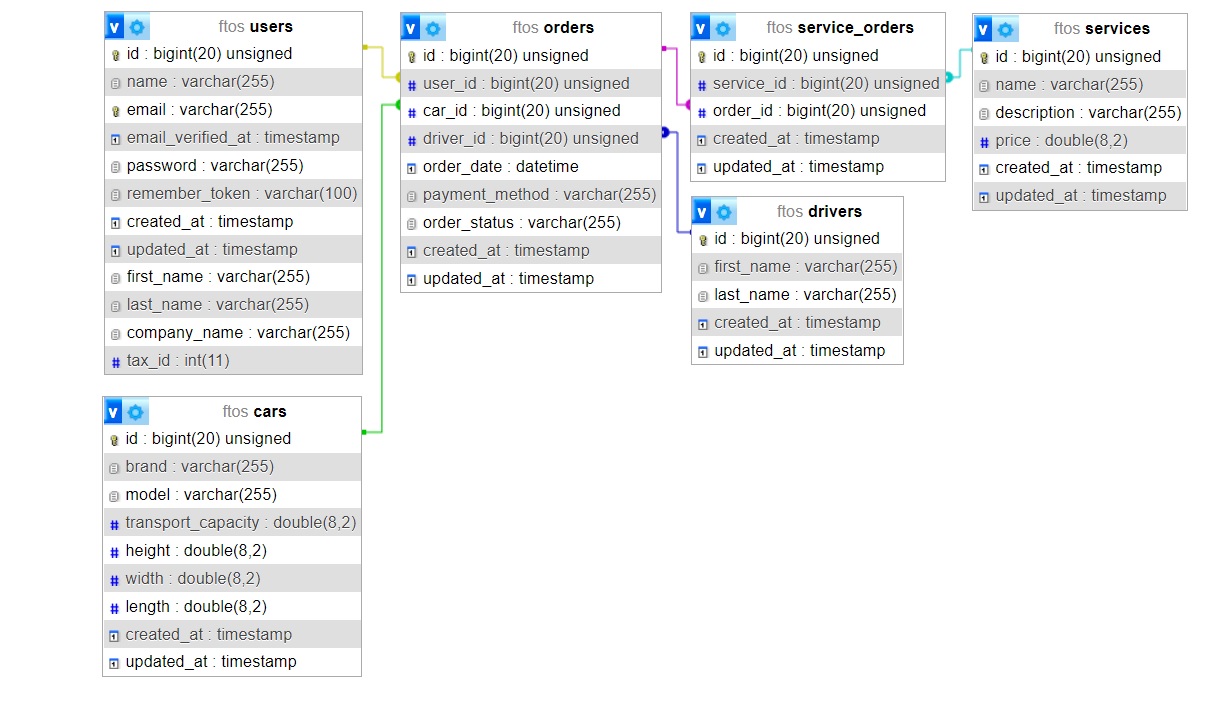 v ftos users
id : bigint(20) unsigned
name : varchar(255)
email : varchar(255)
email_verified_at : timestamp
password : varchar(255)
remember_token : varchar(100)
created_at : timestamp
updated_at : timestamp
first_name : varchar(255)
last_name : varchar(255)
company_name : varchar(255)
# tax_id : int(11)
v ftos orders
id : bigint(20) unsigned
# user_id : bigint(20) unsigned
# car_id : bigint(20) unsigned
# driver_id : bigint(20) unsigned
order_date : datetime
payment_method : varchar(255)
order_status : varchar(255)
created_at : timestamp
updated_at : timestamp
v ftos service_orders
id : bigint(20) unsigned
# service_id : bigint(20) unsigned
# order_id : bigint(20) unsigned
created_at : timestamp
updated_at : timestamp
v ftos services
id : bigint(20) unsigned
name : varchar(255)
description : varchar(255)
# price : double(8,2)
created_at : timestamp
updated_at : timestamp
v ftos drivers
id : bigint(20) unsigned
first_name : varchar(255)
last_name : varchar(255)
created_at : timestamp
updated_at : timestamp
v ftos cars
id : bigint(20) unsigned
brand : varchar(255)
model : varchar(255)
# transport_capacity : double(8,2)
# height : double(8,2)
# width : double(8,2)
# length : double(8,2)
created_at : timestamp
updated_at : timestamp